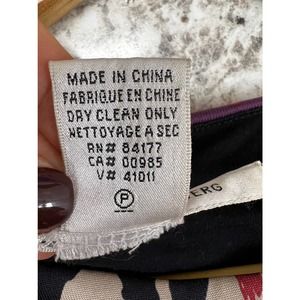 MADE IN CHINA
FABRIQUE EN CHINE
DRY CLEAN ONLY
NETTOYAGE A SEC
RN# 84177
CA# 00985
V# 41011
P
ERG